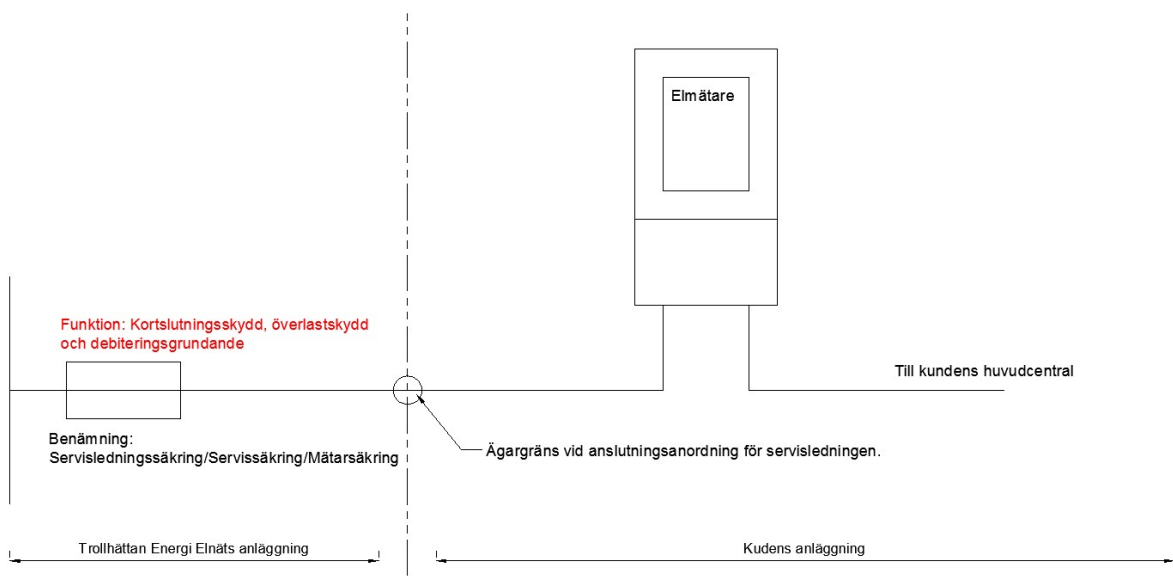 Elmätare
Funktion: Kortslutningsskydd, överlastskydd
och debiteringsgrundande
Till kundens huvudcentral
Benämning:
Servisledningssäkring/Servissäkring/Mätarsäkring
Ägargräns vid anslutningsanordning för servisledningen.
Trollhättan Energi Elnäts anläggning
Kudens anläggning